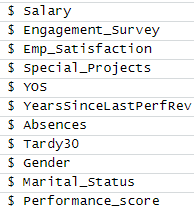 $ Salary
$ Engagement_Survey
$ Emp_Satisfaction
$ Special_Projects
$ YOS
$ YearsSinceLastPerfRev
$ Absences
$ Tardy30
$ Gender
$ Marital_Status
$ Performance_score